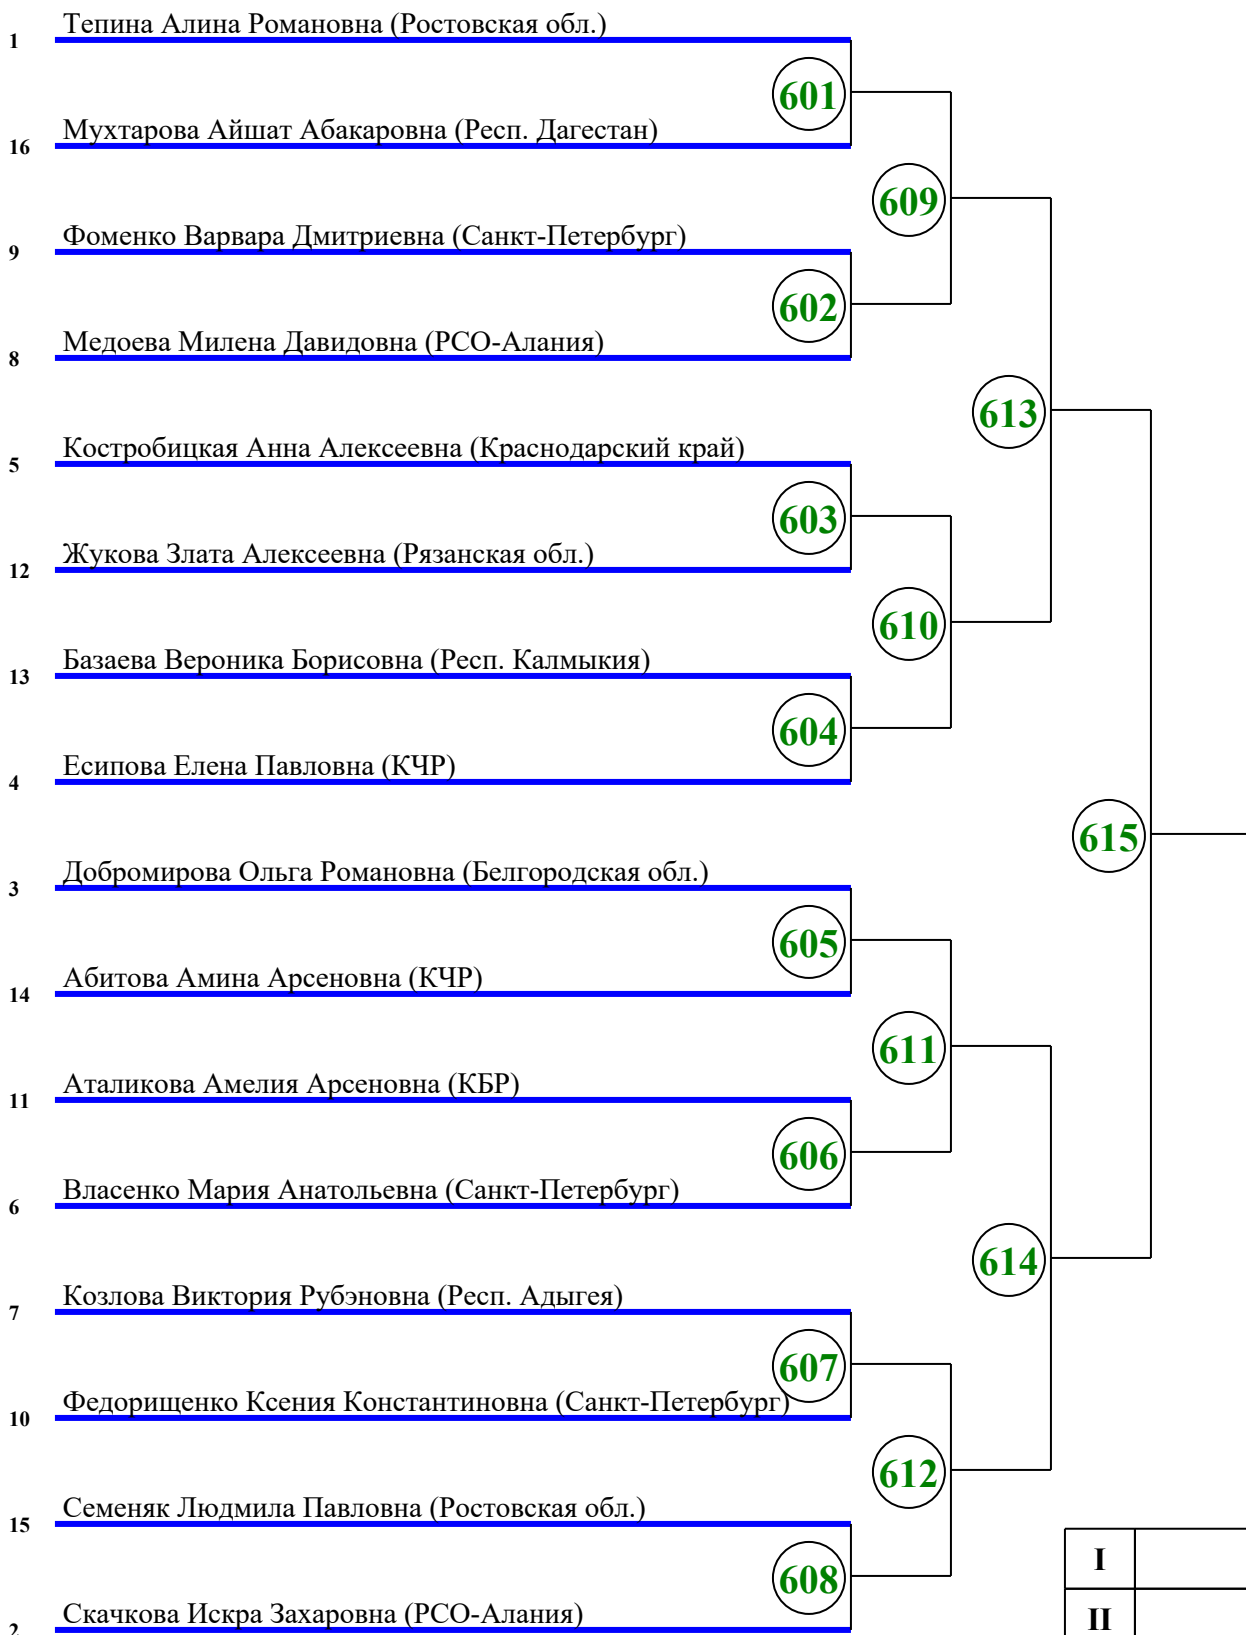 Тепина Алина Романовна (Ростовская обл.)
1
601
Мухтарова Айшат Абакаровна (Респ. Дагестан)
16
609
Фоменко Варвара Дмитриевна (Санкт-Петербург)
9
602
Медоева Милена Давидовна (РСО-Алания)
8
613
Костробицкая Анна Алексеевна (Краснодарский край)
5
603
Жукова Злата Алексеевна (Рязанская обл.)
12
610
Базаева Вероника Борисовна (Респ. Калмыкия)
13
604
Есипова Елена Павловна (КЧР)
4
615
Добромирова Ольга Романовна (Белгородская обл.)
3
605
Абитова Амина Арсеновна (КЧР)
14
611
Аталикова Амелия Арсеновна (КБР)
11
606
Власенко Мария Анатольевна (Санкт-Петербург)
6
614
Козлова Виктория Рубэновна (Респ. Адыгея)
7
607
Федорищенко Ксения Константиновна (Санкт-Петербург)
10
612
Семеняк Людмила Павловна (Ростовская обл.)
15
I
608
Скачкова Искра Захаровна (РСО-Алания)
2
II